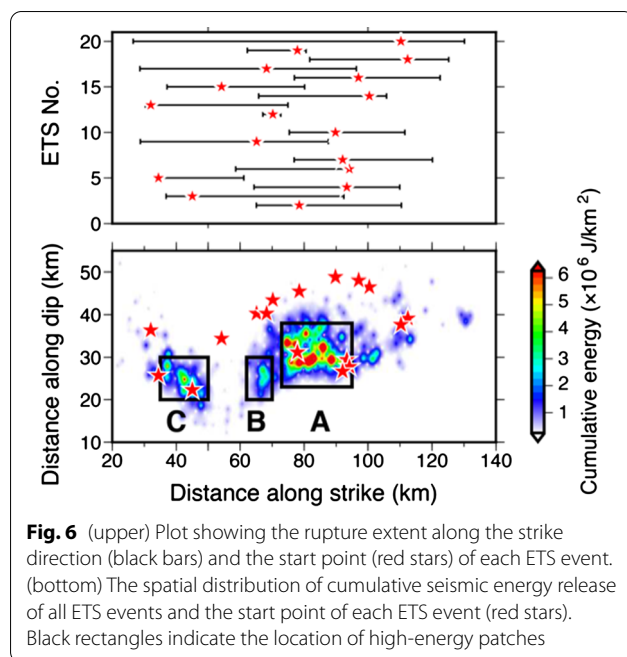 20
15
10
5
0
ETS No.
50
40
30
20
10
Distance along dip (km)
C
B
A
20 40 60 80 100 120 140
Distance along strike (km)
6
5
4
3
2
1
Cumulative energy (×10⁶ J/km²)
Fig. 6 (upper) Plot showing the rupture extent along the strike
direction (black bars) and the start point (red stars) of each ETS event.
(bottom) The spatial distribution of cumulative seismic energy release
of all ETS events and the start point of each ETS event (red stars).
Black rectangles indicate the location of high-energy patches